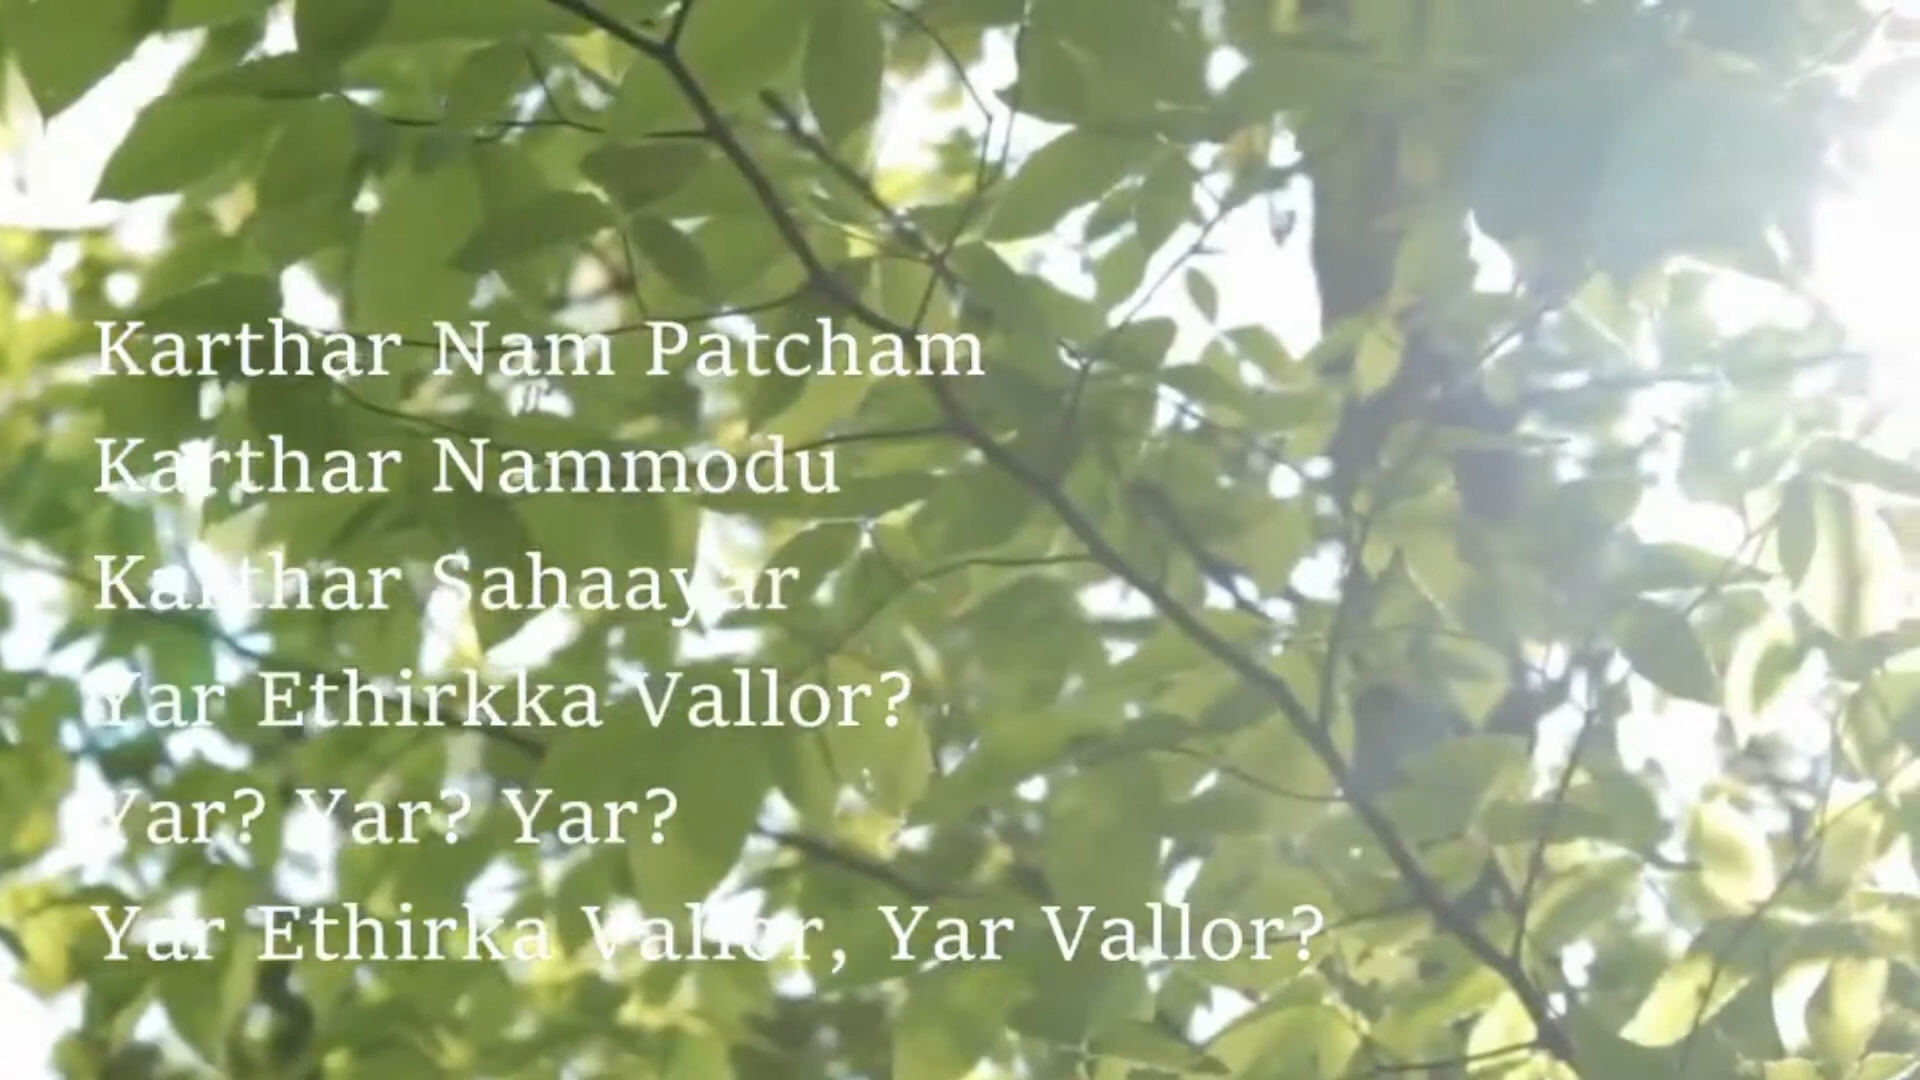 Karthar Nam Patcham
Karthar Nammodu
Karthar Sahaayar
Yar Ethirkka Vallor?
Yar? Yar? Yar?
Yar Ethirka Vallor, Yar Vallor?